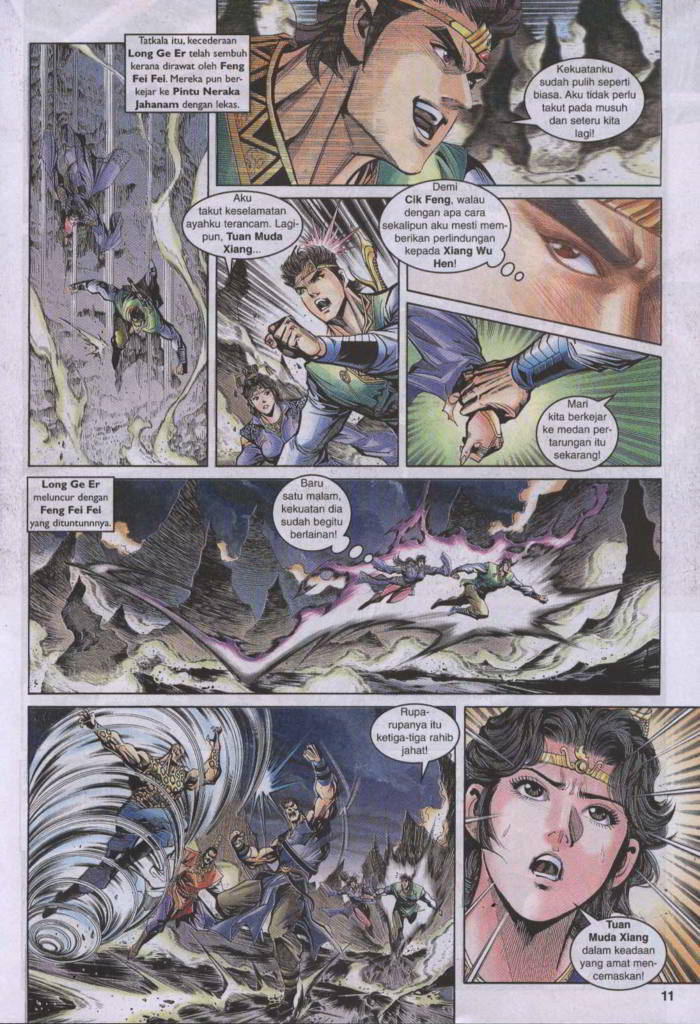 Tatkala itu, kecederaan
Long Ge Er telah sembuh
kerana dirawat oleh Feng
Fei Fei. Mereka pun ber-
kejar ke Pintu Neraka
Jahanam dengan lekas.
Kekuatanku
sudah pulih seperti
biasa. Aku tidak perlu
takut pada musuh
dan seteru kita
lagi!
Aku
takut keselamatan
ayahku terancam. Lagi-
pun, Tuan Muda
Xiang...
Demi
Cik Feng, walau
dengan apa cara
sekalipun aku mesti mem-
berikan perlindungan
kepada Xiang Wu
Hen!
Mari
kita berkejar
ke medan per-
tarungan itu
sekarang!
Long Ge Er
meluncur dengan
Feng Fei Fei
yang dituntunnnya.
Baru
satu malam,
kekuatan dia
sudah begitu
berlainan!
Rupa-
rupanya itu
ketiga-tiga rahib
jahat!
Tuan
Muda Xiang
dalam keadaan
yang amat men-
cemaskan!
11